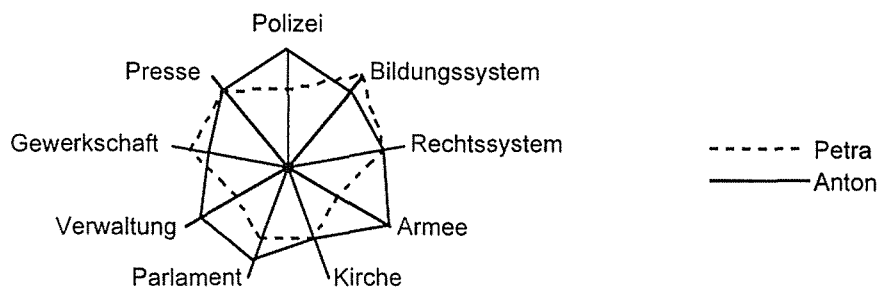 Polizei
Presse
Bildungssystem
Gewerkschaft
Rechtssystem
Petra
Anton
Verwaltung
Armee
Parlament
Kirche